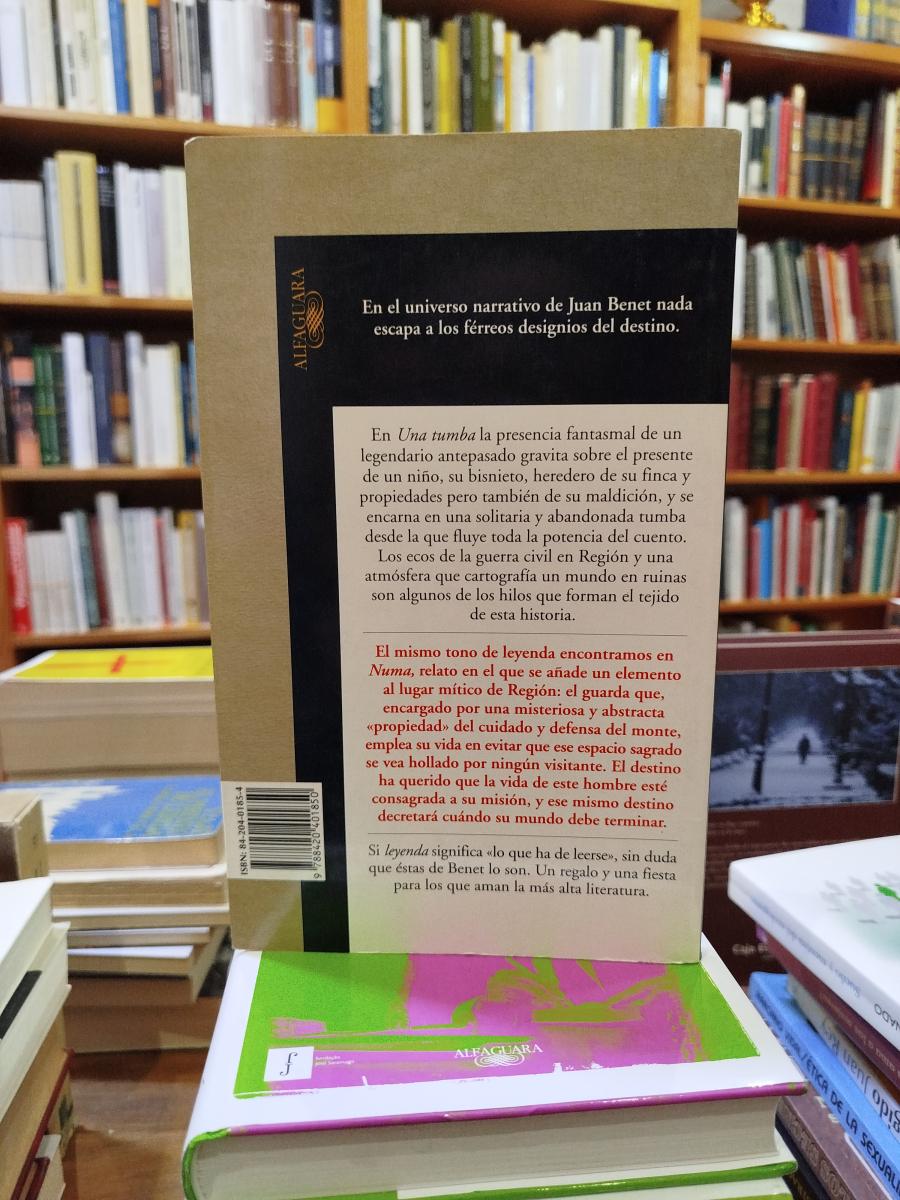 ALFAGUARA
En el universo narrativo de Juan Benet nada
escapa a los férreos designios del destino.
En Una tumba la presencia fantasmal de un
legendario antepasado gravita sobre el presente
de un niño, su bisnieto, heredero de su finca y
propiedades pero también de su maldición, y se
encarna en una solitaria y abandonada tumba
desde la que fluye toda la potencia del cuento.
Los ecos de la guerra civil en Región y una
atmósfera que cartografía un mundo en ruinas
son algunos de los hilos que forman el tejido
de esta historia.
El mismo tono de leyenda encontramos en
Numa, relato en el que se añade un elemento
al lugar mítico de Región: el guarda que,
encargado por una misteriosa y abstracta
«propiedad» del cuidado y defensa del monte,
emplea su vida en evitar que ese espacio sagrado
se vea hollado por ningún visitante. El destino
ha querido que la vida de este hombre esté
consagrada a su misión, y ese mismo destino
decretará cuándo su mundo debe terminar.
Si leyenda significa «lo que ha de leerse», sin duda
que éstas de Benet lo son. Un regalo y una fiesta
para los que aman la más alta literatura.
ISBN: 84-204-0185-4
9 788420 401850
ALFAGUARA
fundação
José Saramago
Juan Rey
ÉTICA DE LA SEXUAL